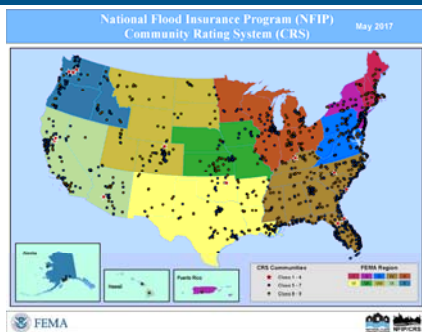 National Flood Insurance Program (NFIP)
Community Rating System (CRS)
May 2017
Alaska
Hawaii
Puerto Rico
CRS Communities
Class 1 - 4
Class 5 - 7
Class 8 - 9
FEMA Region
FEMA
NFIP/CRS